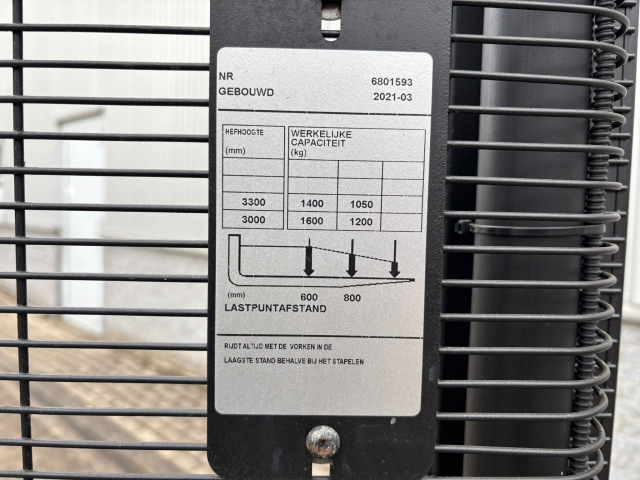 NR 6801593
GEBOUWD 2021-03
HEFHOOGTE WERKELIJKE
CAPACITEIT
(mm) (kg)
3300 1400 1050
3000 1600 1200
(mm) 600 800
LASTPUNTAFSTAND
RIJDT ALTIJD MET DE VORKEN IN DE
LAAGSTE STAND BEHALVE BIJ HET STAPELEN